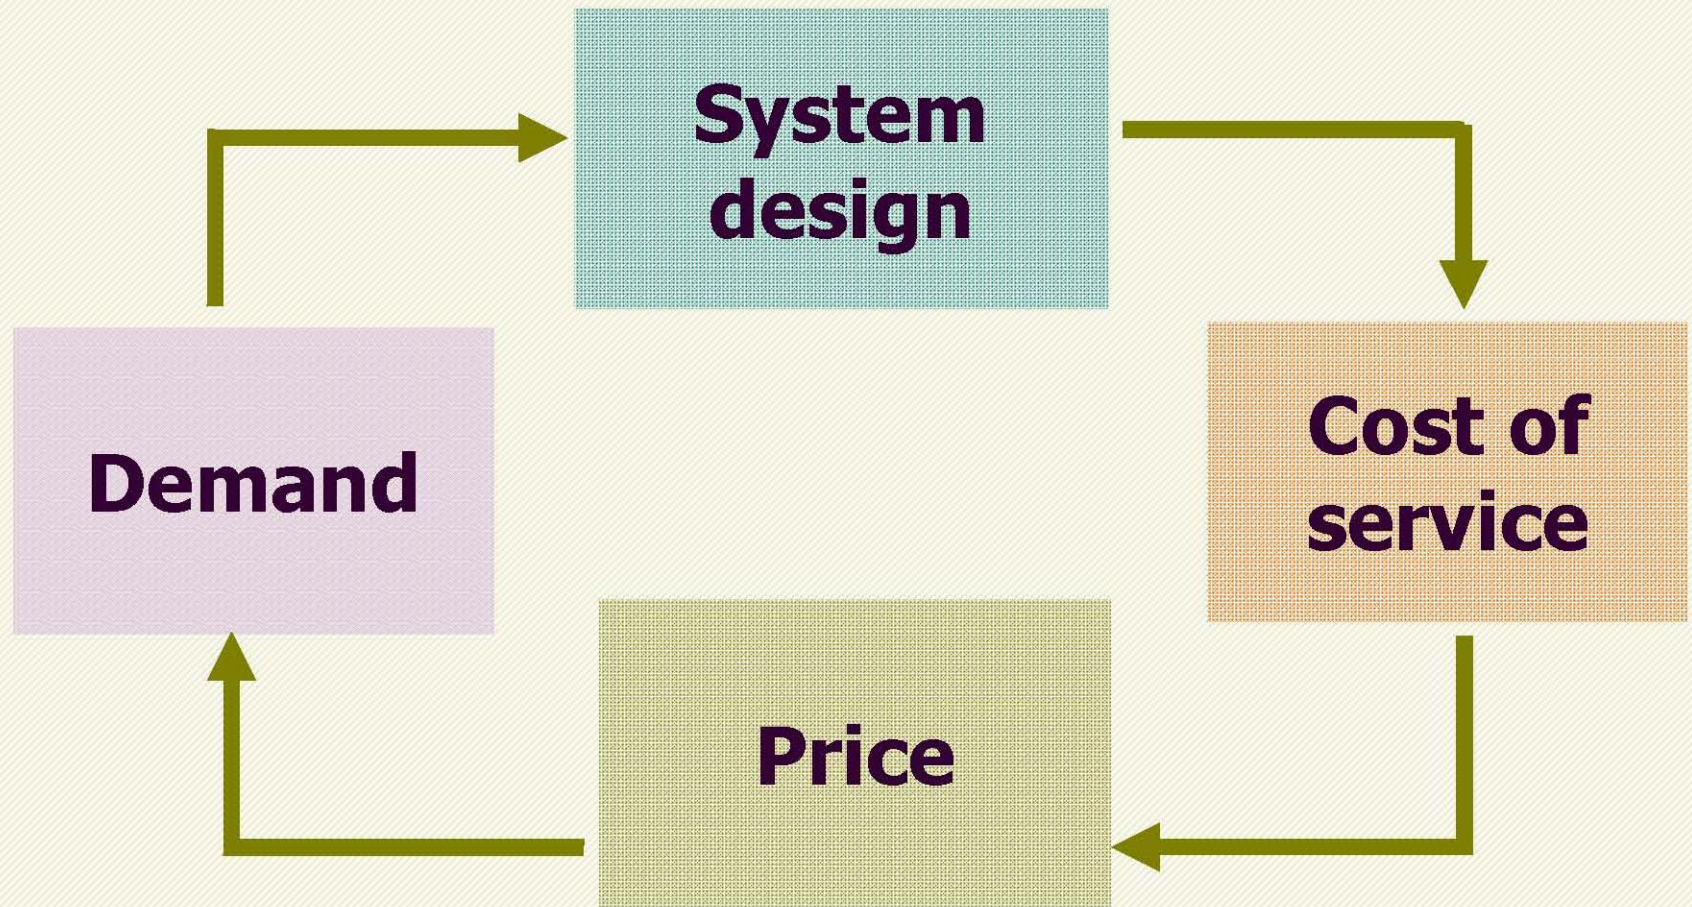 System
design
Demand
Cost of
service
Price